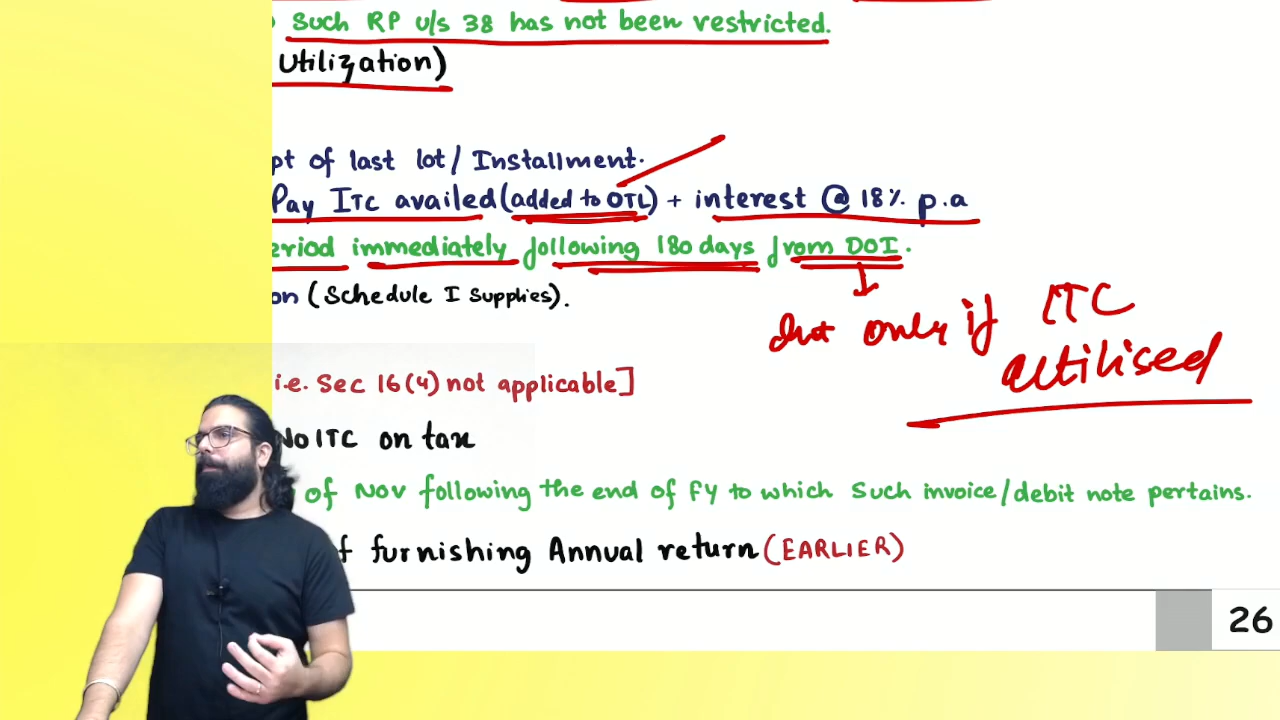 Such RP u/s 38 has not been restricted.
Utilization)
pt of last lot/ Installment.
Pay ITC availed (added to OTL) + interest @ 18% p.a
eriod immediately following 180 days from DOI.
on (Schedule I Supplies).
but only if ITC
utilised
i.e. Sec 16(4) not applicable]
No ITC on tax
of Nov following the end of FY to which Such invoice/debit note pertains.
f furnishing Annual return (EARLIER)
26